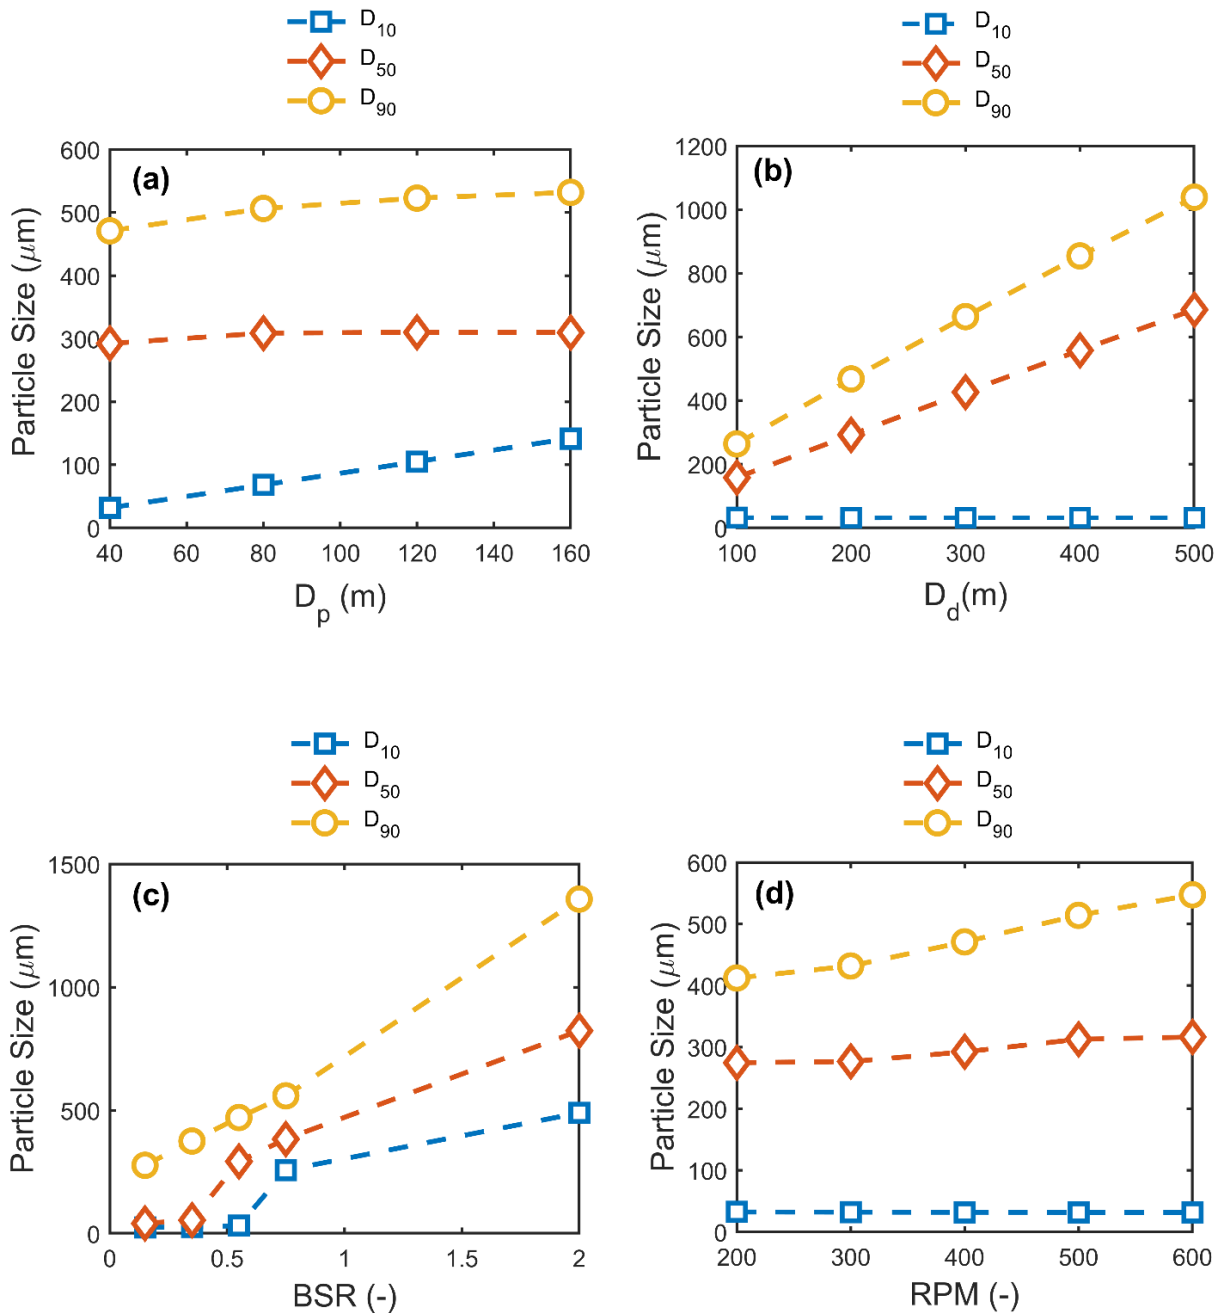 D10
D50
D90
(a)
Particle Size (μm)
600
500
400
300
200
100
0
40 60 80 100 120 140 160
Dp (m)
D10
D50
D90
(b)
Particle Size (μm)
1200
1000
800
600
400
200
0
100 200 300 400 500
Dd(m)
D10
D50
D90
(c)
Particle Size (μm)
1500
1000
500
0
0 0.5 1 1.5 2
BSR (-)
D10
D50
D90
(d)
Particle Size (μm)
600
500
400
300
200
100
0
200 300 400 500 600
RPM (-)